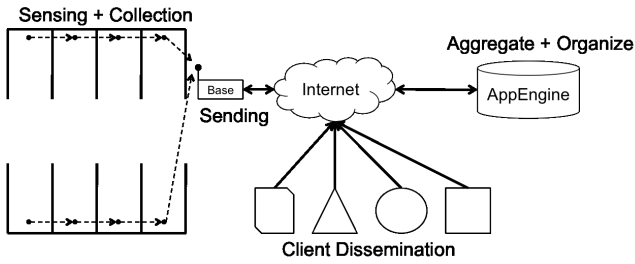 Sensing + Collection
Aggregate + Organize
Base
Internet
AppEngine
Sending
Client Dissemination